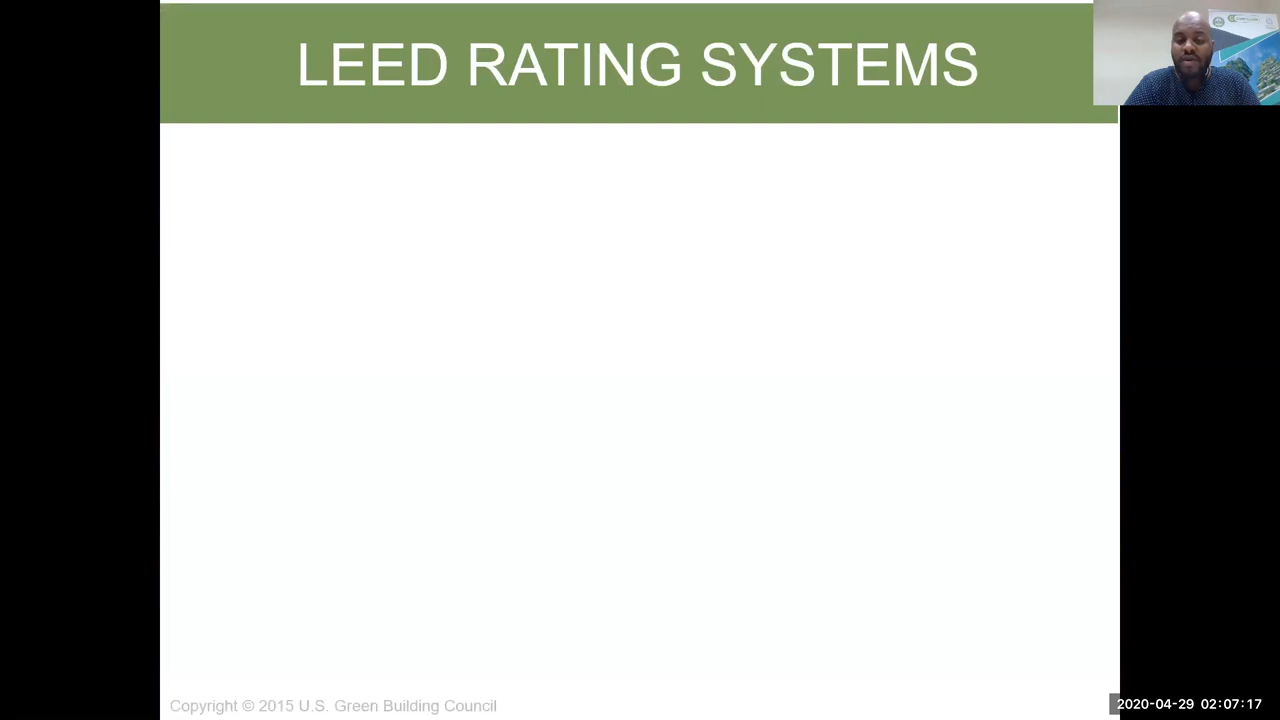 LEED RATING SYSTEMS
Copyright © 2015 U.S. Green Building Council
2020-04-29 02:07:17